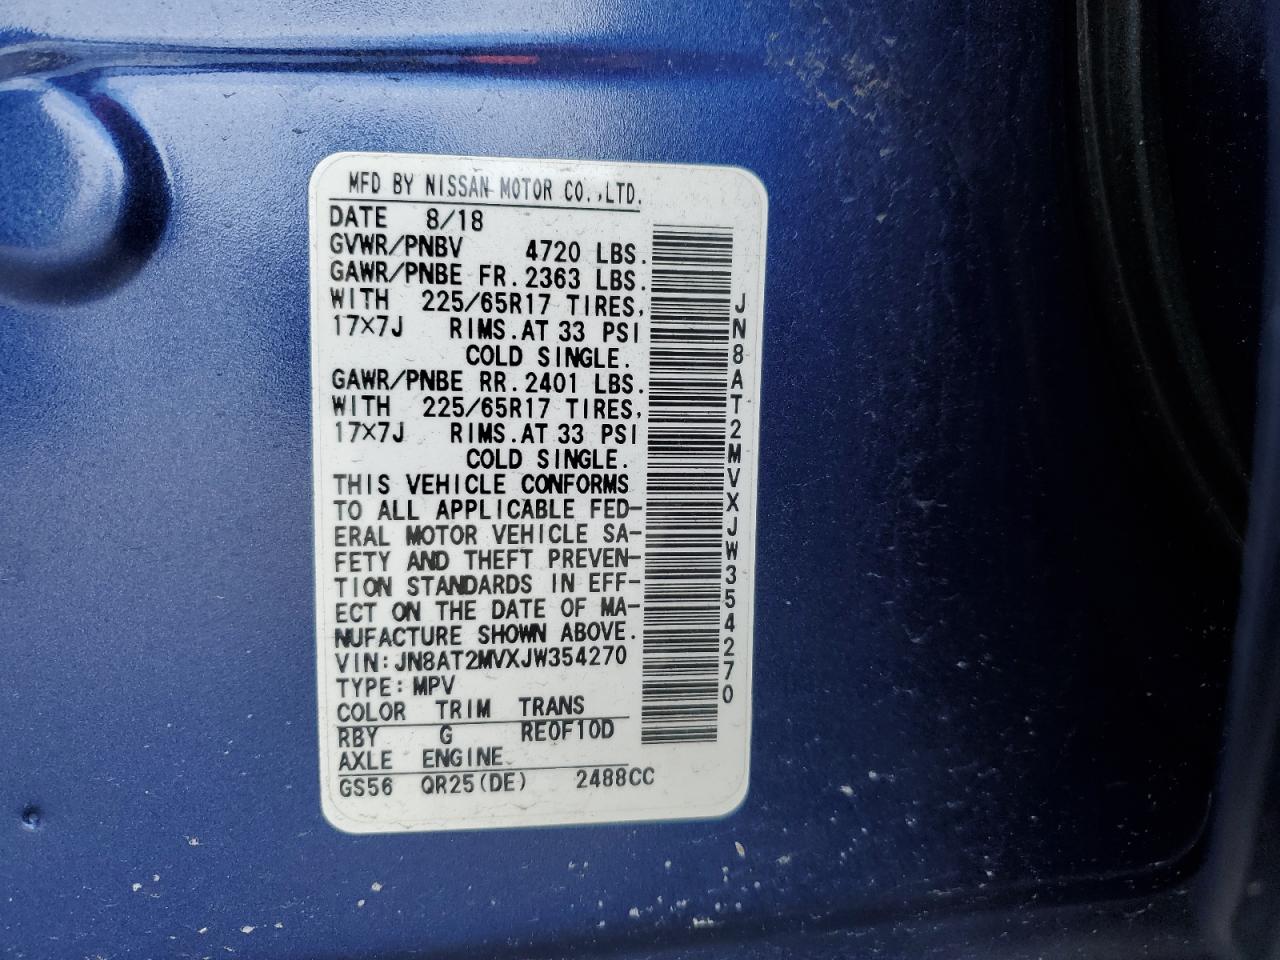 MFD BY NISSAN MOTOR CO.,LTD.
DATE 8/18
GVWR/PNBV 4720 LBS.
GAWR/PNBE FR.2363 LBS.
WITH 225/65R17 TIRES,
17X7J RIMS.AT 33 PSI
COLD SINGLE.
GAWR/PNBE RR.2401 LBS.
WITH 225/65R17 TIRES,
17X7J RIMS.AT 33 PSI
COLD SINGLE.
THIS VEHICLE CONFORMS
TO ALL APPLICABLE FED-
ERAL MOTOR VEHICLE SA-
FETY AND THEFT PREVEN-
TION STANDARDS IN EFF-
ECT ON THE DATE OF MA-
NUFACTURE SHOWN ABOVE.
VIN:JN8AT2MVXJW354270
TYPE:MPV
COLOR TRIM TRANS
RBY G RE0F10D
AXLE ENGINE
GS56 QR25(DE) 2488CC
JN8AT2MVXJW354270